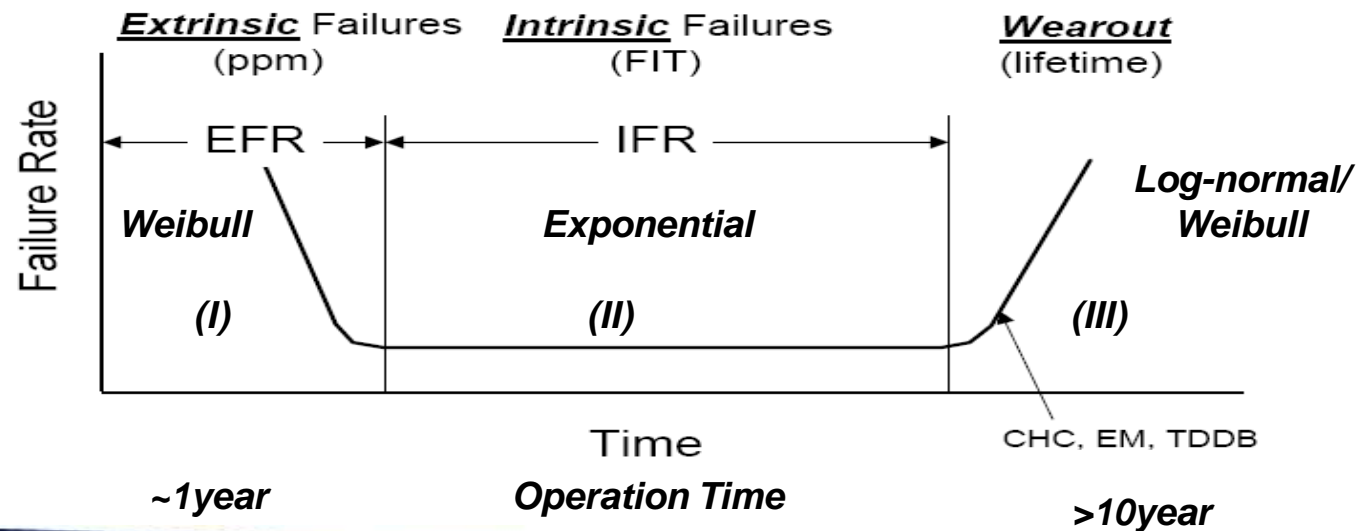 Extrinsic Failures
(ppm)
Intrinsic Failures
(FIT)
Wearout
(lifetime)
Failure Rate
EFR
IFR
Weibull
Exponential
Log-normal/
Weibull
(I)
(II)
(III)
Time
CHC, EM, TDDB
~1year
Operation Time
>10year